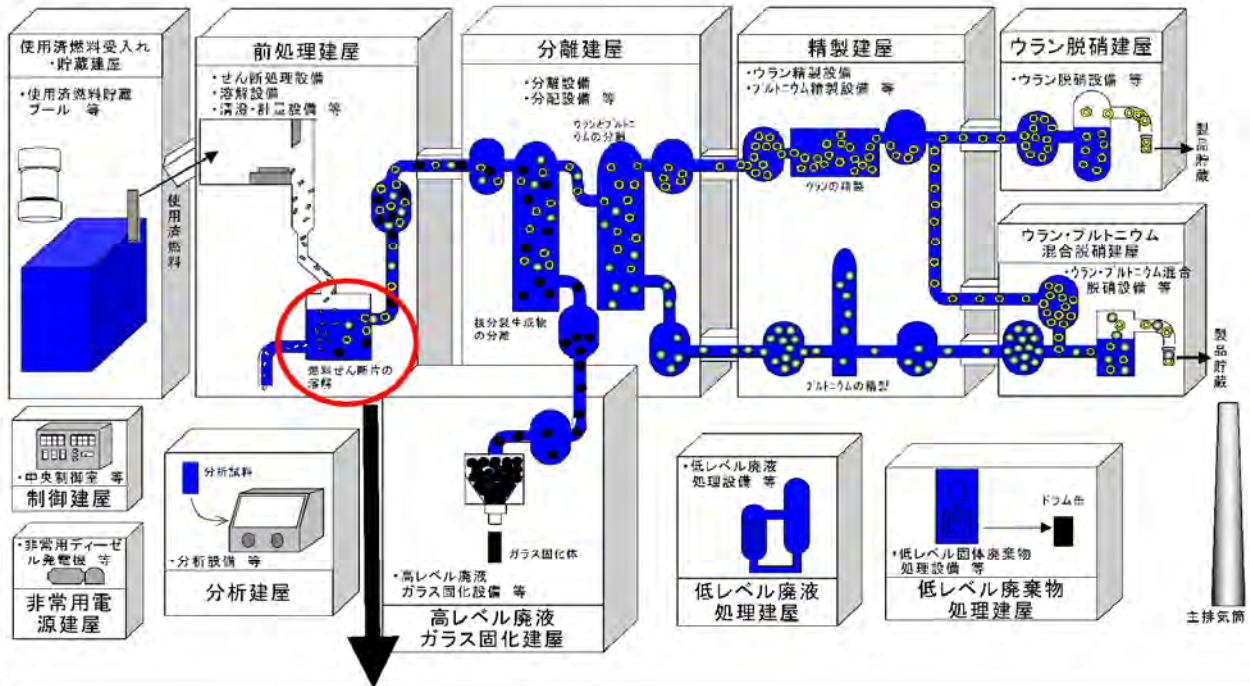 使用済燃料受入れ
・貯蔵建屋
・使用済燃料貯蔵
プール 等
使用済燃料
前処理建屋
・せん断処理設備
・溶解設備
・清澄・計量設備 等
燃料せん断片の
溶解
分離建屋
・分離設備
・分配設備 等
ウランとプルトニ
ウムの分離
核分裂生成物
の分離
精製建屋
・ウラン精製設備
・プルトニウム精製設備 等
ウランの精製
プルトニウムの精製
ウラン脱硝建屋
・ウラン脱硝設備 等
製品貯蔵
ウラン・プルトニウム
混合脱硝建屋
・ウラン・プルトニウム混合
脱硝設備 等
製品貯蔵
・中央制御室 等
制御建屋
・非常用ディーゼ
ル発電機 等
非常用電
源建屋
分析試料
・分析設備 等
分析建屋
ガラス固化体
・高レベル廃液
ガラス固化設備 等
高レベル廃液
ガラス固化建屋
・低レベル廃液
処理設備 等
低レベル廃液
処理建屋
ドラム缶
・低レベル固体廃棄物
処理設備 等
低レベル廃棄物
処理建屋
主排気筒